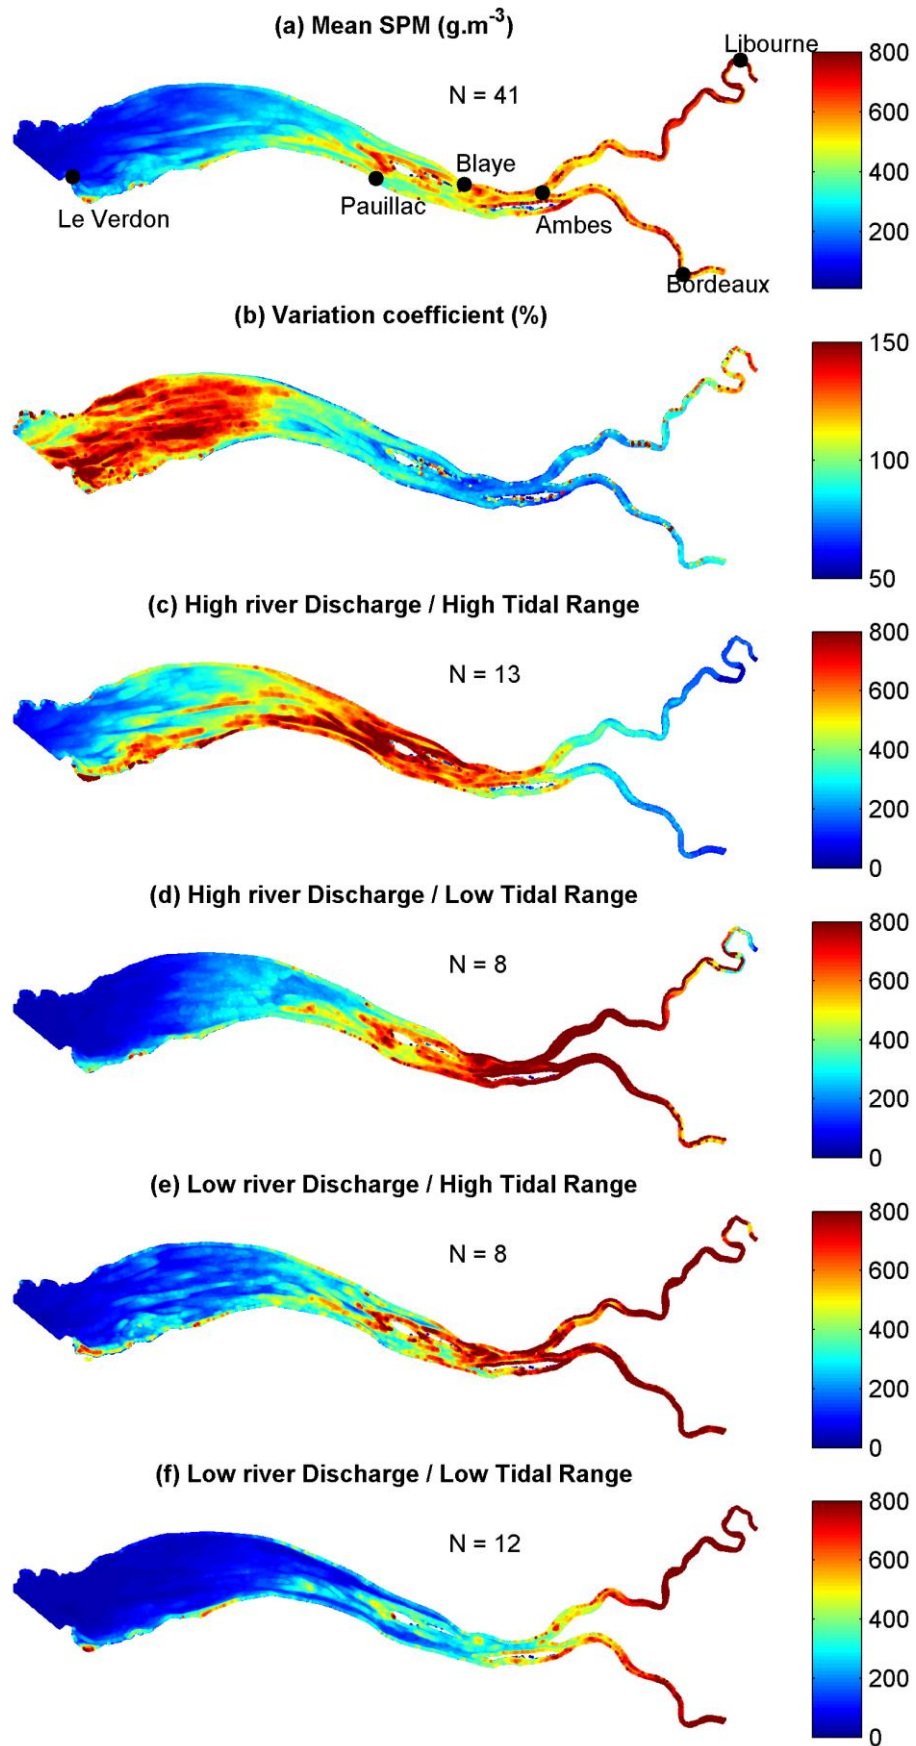 (a) Mean SPM (g.m-3)
Libourne
800
N = 41
600
Blaye
400
Pauillac
Le Verdon
Ambes
200
Bordeaux
(b) Variation coefficient (%)
150
100
50
(c) High river Discharge / High Tidal Range
800
N = 13
600
400
200
0
(d) High river Discharge / Low Tidal Range
800
N = 8
600
400
200
0
(e) Low river Discharge / High Tidal Range
800
N = 8
600
400
200
0
(f) Low river Discharge / Low Tidal Range
800
N = 12
600
400
200
0